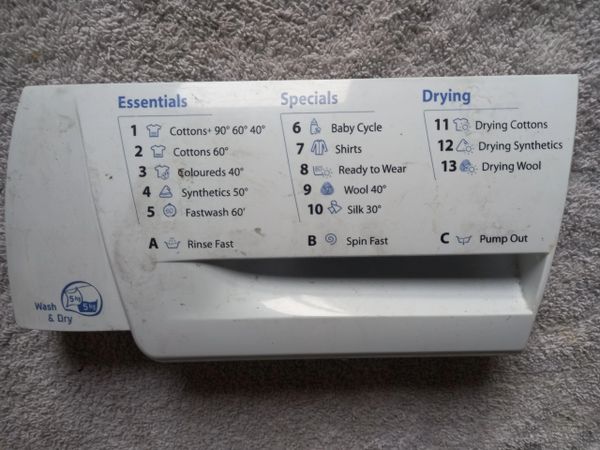 Essentials
1 Cottons+ 90° 60° 40°
2 Cottons 60°
3 Coloureds 40°
4 Synthetics 50°
5 Fastwash 60'
A Rinse Fast
Specials
6 Baby Cycle
7 Shirts
8 Ready to Wear
9 Wool 40°
10 Silk 30°
B Spin Fast
Drying
11 Drying Cottons
12 Drying Synthetics
13 Drying Wool
C Pump Out
Wash
& Dry
5kg
5kg